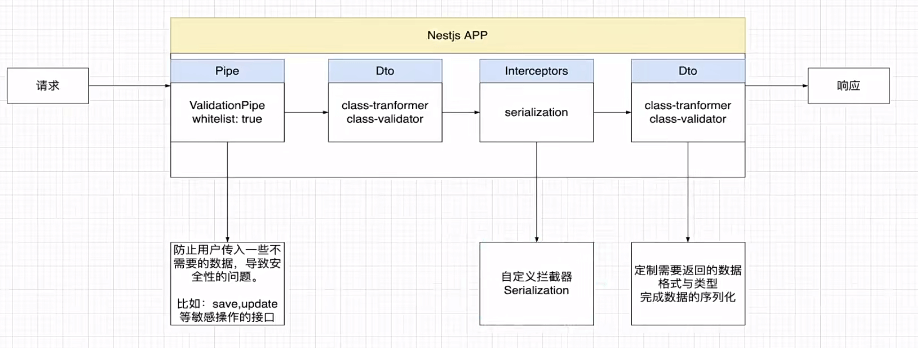 Nestjs APP
请求
Pipe
ValidationPipe
whitelist: true
Dto
class-tranformer
class-validator
Interceptors
serialization
Dto
class-tranformer
class-validator
响应
防止用户传入一些不
需要的数据，导致安
全性的问题。
比如：save,update
等敏感操作的接口
自定义拦截器
Serialization
定制需要返回的数据
格式与类型
完成数据的序列化